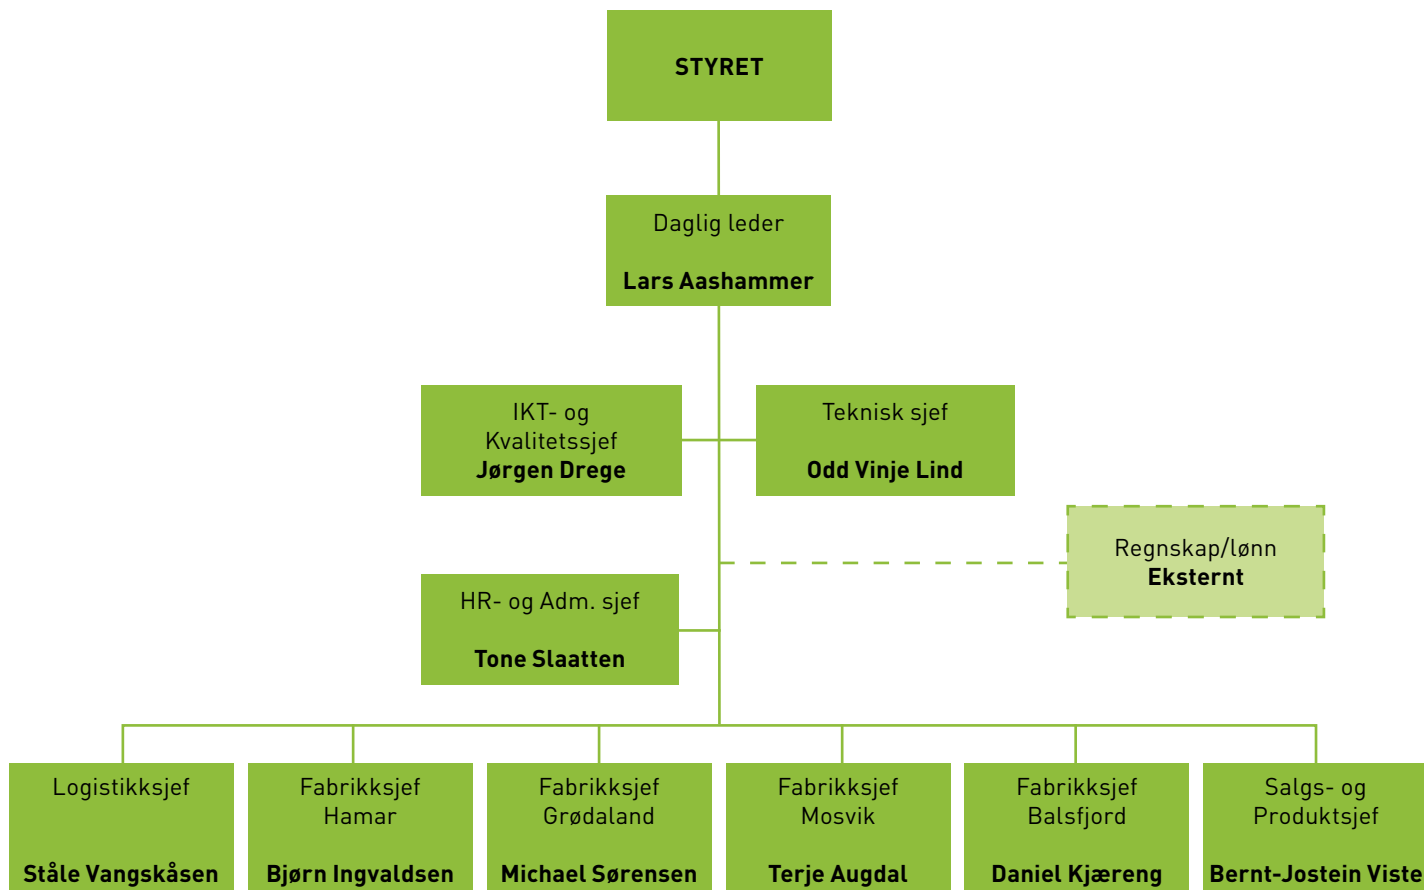 STYRET
Daglig leder
Lars Aashammer
IKT- og
Kvalitetssjef
Jørgen Drege
Teknisk sjef
Odd Vinje Lind
Regnskap/lønn
Eksternt
HR- og Adm. sjef
Tone Slaatten
Logistikksjef
Ståle Vangskåsen
Fabrikksjef
Hamar
Bjørn Ingvaldsen
Fabrikksjef
Grødaland
Michael Sørensen
Fabrikksjef
Mosvik
Terje Augdal
Fabrikksjef
Balsfjord
Daniel Kjæreng
Salgs- og
Produktsjef
Bernt-Jostein Viste